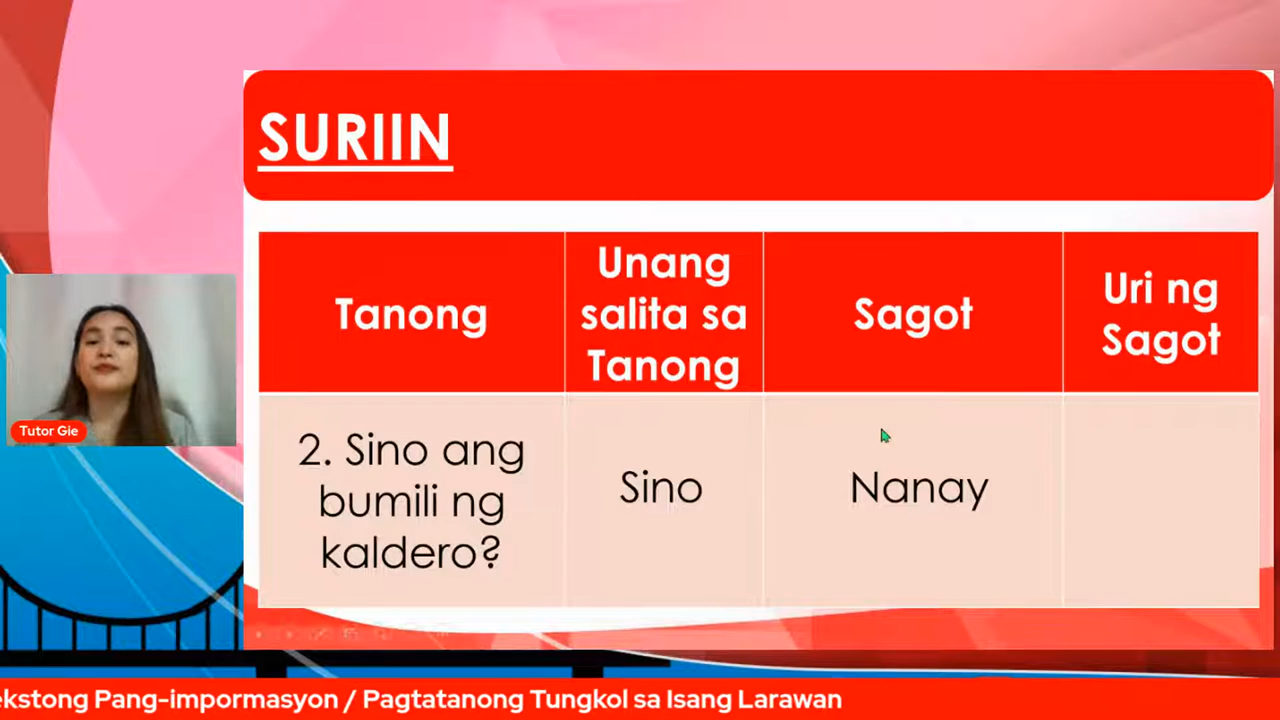 SURIIN
Tanong
Unang
salita sa
Tanong
Sagot
Uri ng
Sagot
2. Sino ang
bumili ng
kaldero?
Sino
Nanay
Tutor Gie
ekstong Pang-impormasyon / Pagtatanong Tungkol sa Isang Larawan